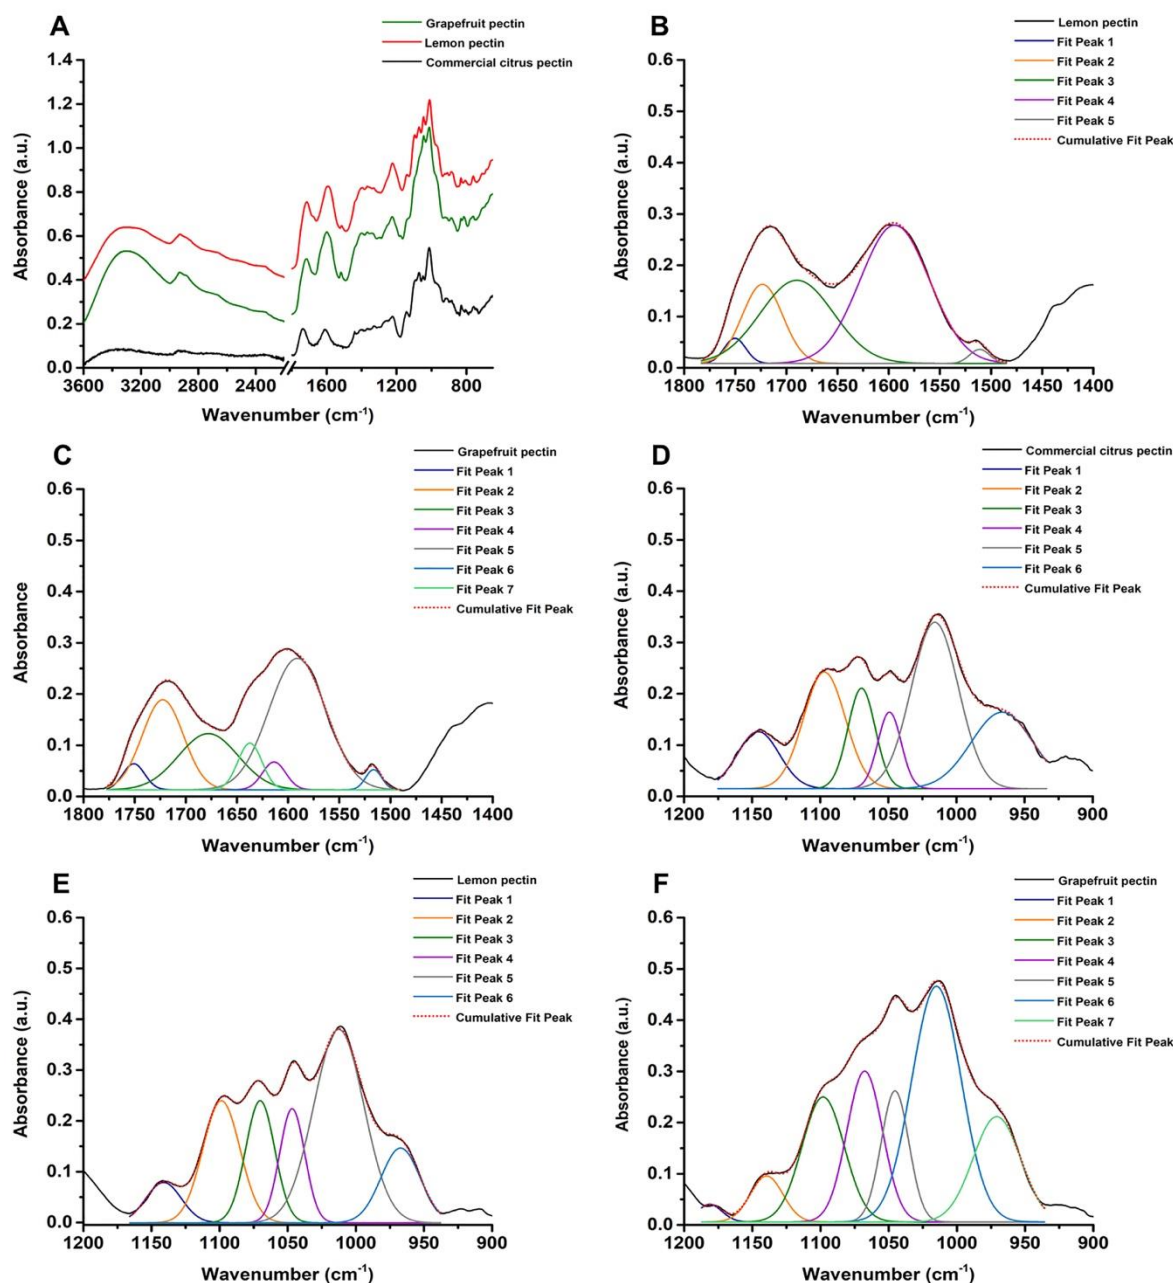 A
Grapefruit pectin
Lemon pectin
Commercial citrus pectin
1.4
1.2
1.0
0.8
0.6
0.4
0.2
0.0
Absorbance (a.u.)
3600 2800 2400 1600 1200 800
Wavenumber (cm-1)
B
Lemon pectin
Fit Peak 1
Fit Peak 2
Fit Peak 3
Fit Peak 4
Fit Peak 5
Cumulative Fit Peak
0.6
0.5
0.4
0.3
0.2
0.1
0.0
Absorbance (a.u.)
1800 1750 1700 1650 1600 1550 1500 1450 1400
Wavenumber (cm-1)
C
Grapefruit pectin
Fit Peak 1
Fit Peak 2
Fit Peak 3
Fit Peak 4
Fit Peak 5
Fit Peak 6
Fit Peak 7
Cumulative Fit Peak
0.6
0.5
0.4
0.3
0.2
0.1
0.0
Absorbance
1800 1750 1700 1650 1600 1550 1500 1450 1400
Wavenumber (cm-1)
D
Commercial citrus pectin
Fit Peak 1
Fit Peak 2
Fit Peak 3
Fit Peak 4
Fit Peak 5
Fit Peak 6
Cumulative Fit Peak
0.6
0.5
0.4
0.3
0.2
0.1
0.0
Absorbance (a.u.)
1200 1150 1100 1050 1000 950 900
Wavenumber (cm-1)
E
Lemon pectin
Fit Peak 1
Fit Peak 2
Fit Peak 3
Fit Peak 4
Fit Peak 5
Fit Peak 6
Cumulative Fit Peak
0.6
0.5
0.4
0.3
0.2
0.1
0.0
Absorbance (a.u.)
1200 1150 1100 1050 1000 950 900
Wavenumber (cm-1)
F
Grapefruit pectin
Fit Peak 1
Fit Peak 2
Fit Peak 3
Fit Peak 4
Fit Peak 5
Fit Peak 6
Fit Peak 7
Cumulative Fit Peak
0.6
0.5
0.4
0.3
0.2
0.1
0.0
Absorbance (a.u.)
1200 1150 1100 1050 1000 950 900
Wavenumber (cm-1)